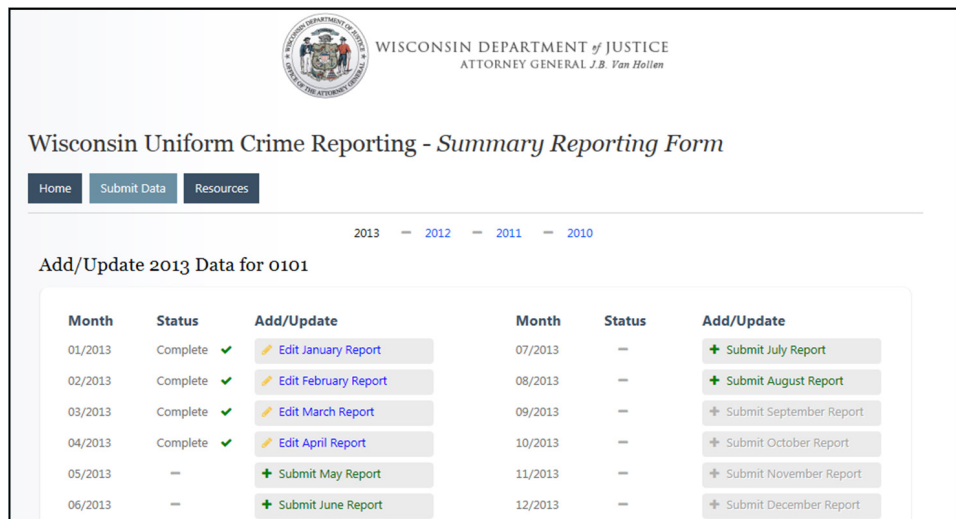 WISCONSIN DEPARTMENT of JUSTICE
ATTORNEY GENERAL J.B. Van Hollen
Wisconsin Uniform Crime Reporting - Summary Reporting Form
Home Submit Data Resources
2013 – 2012 – 2011 – 2010
Add/Update 2013 Data for 0101
Month Status Add/Update Month Status Add/Update
01/2013 Complete ✔ Edit January Report 07/2013 – + Submit July Report
02/2013 Complete ✔ Edit February Report 08/2013 – + Submit August Report
03/2013 Complete ✔ Edit March Report 09/2013 – + Submit September Report
04/2013 Complete ✔ Edit April Report 10/2013 – + Submit October Report
05/2013 – + Submit May Report 11/2013 – + Submit November Report
06/2013 – + Submit June Report 12/2013 – + Submit December Report